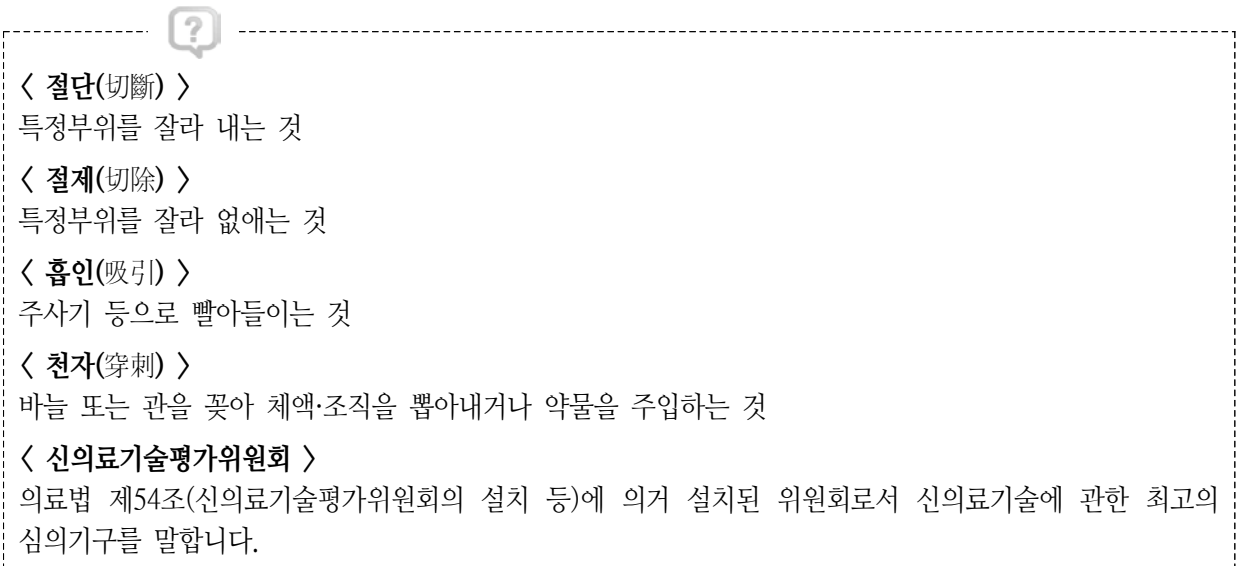 ?
〈 절단(切斷) 〉
특정부위를 잘라 내는 것
〈 절제(切除) 〉
특정부위를 잘라 없애는 것
〈 흡인(吸引) 〉
주사기 등으로 빨아들이는 것
〈 천자(穿刺) 〉
바늘 또는 관을 꽂아 체액·조직을 뽑아내거나 약물을 주입하는 것
〈 신의료기술평가위원회 〉
의료법 제54조(신의료기술평가위원회의 설치 등)에 의거 설치된 위원회로서 신의료기술에 관한 최고의
심의기구를 말합니다.